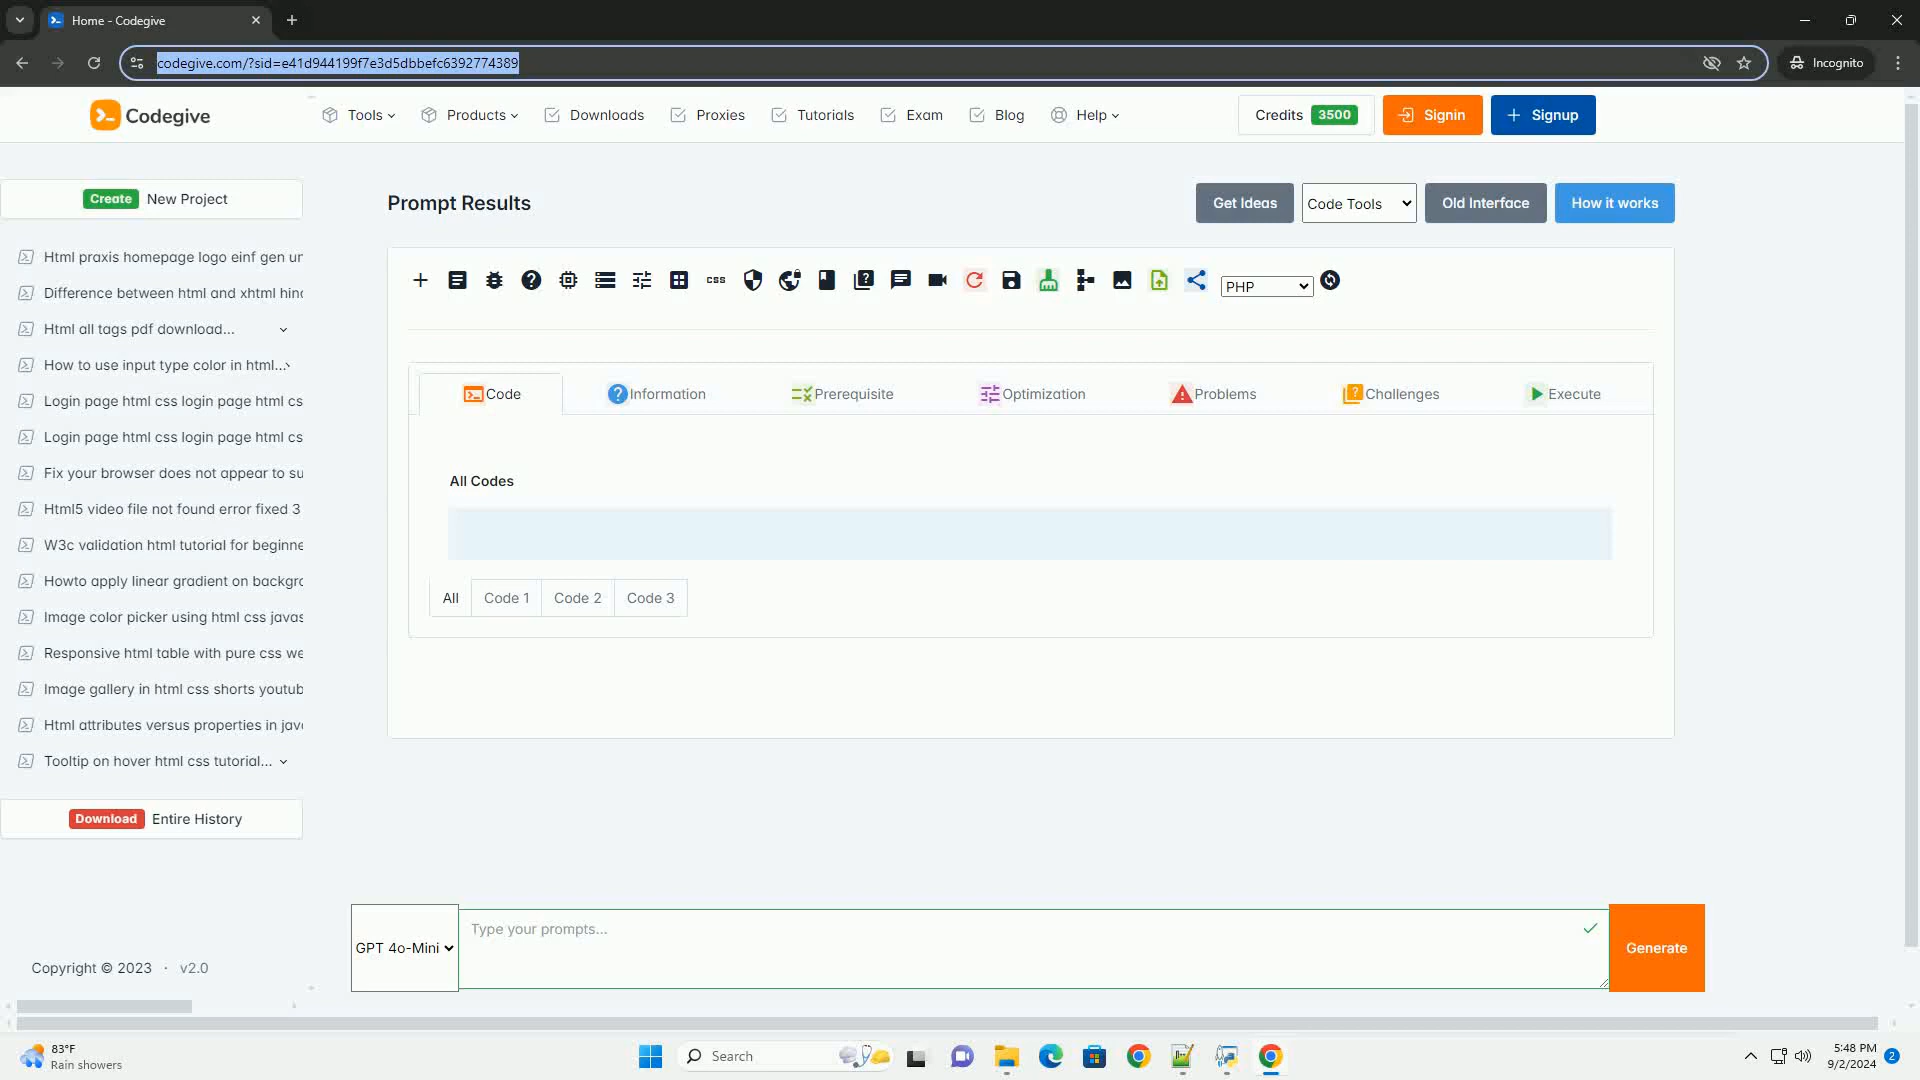 Home - Codegive
codegive.com/?sid=e41d944199f7e3d5dbbefc6392774389
Incognito
Codegive
Tools
Products
Downloads
Proxies
Tutorials
Exam
Blog
Help
Credits 3500
Signin
Signup
Create New Project
Html praxis homepage logo einf gen un
Difference between html and xhtml hind
Html all tags pdf download...
How to use input type color in html...
Login page html css login page html cs
Login page html css login page html cs
Fix your browser does not appear to su
Html5 video file not found error fixed 3
W3c validation html tutorial for beginne
Howto apply linear gradient on backgro
Image color picker using html css javas
Responsive html table with pure css we
Image gallery in html css shorts youtub
Html attributes versus properties in java
Tooltip on hover html css tutorial...
Download Entire History
Copyright © 2023 · v2.0
Prompt Results
Get Ideas
Code Tools
Old Interface
How it works
CSS
PHP
Code
Information
Prerequisite
Optimization
Problems
Challenges
Execute
All Codes
All
Code 1
Code 2
Code 3
GPT 4o-Mini
Type your prompts...
Generate
83°F
Rain showers
Search
5:48 PM
9/2/2024
2